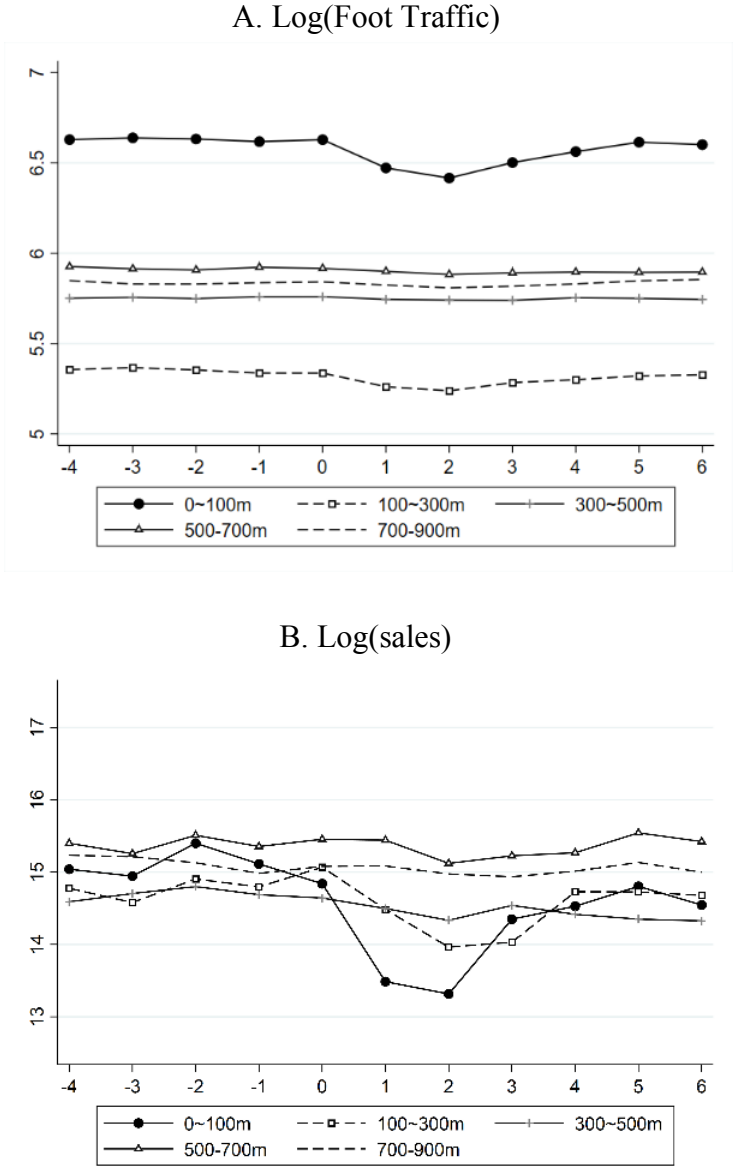 A. Log(Foot Traffic)
7
6.5
6
5.5
5
-4 -3 -2 -1 0 1 2 3 4 5 6
0~100m 100~300m 300~500m
500-700m 700-900m
B. Log(sales)
17
16
15
14
13
-4 -3 -2 -1 0 1 2 3 4 5 6
0~100m 100~300m 300~500m
500-700m 700-900m